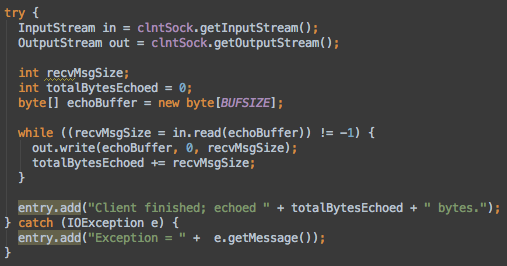 try {
InputStream in = clntSock.getInputStream();
OutputStream out = clntSock.getOutputStream();
int recvMsgSize;
int totalBytesEchoed = 0;
byte[] echoBuffer = new byte[BUFSIZE];
while ((recvMsgSize = in.read(echoBuffer)) != -1) {
out.write(echoBuffer, 0, recvMsgSize);
totalBytesEchoed += recvMsgSize;
}
entry.add("Client finished; echoed " + totalBytesEchoed + " bytes.");
} catch (IOException e) {
entry.add("Exception = " +  e.getMessage());
}